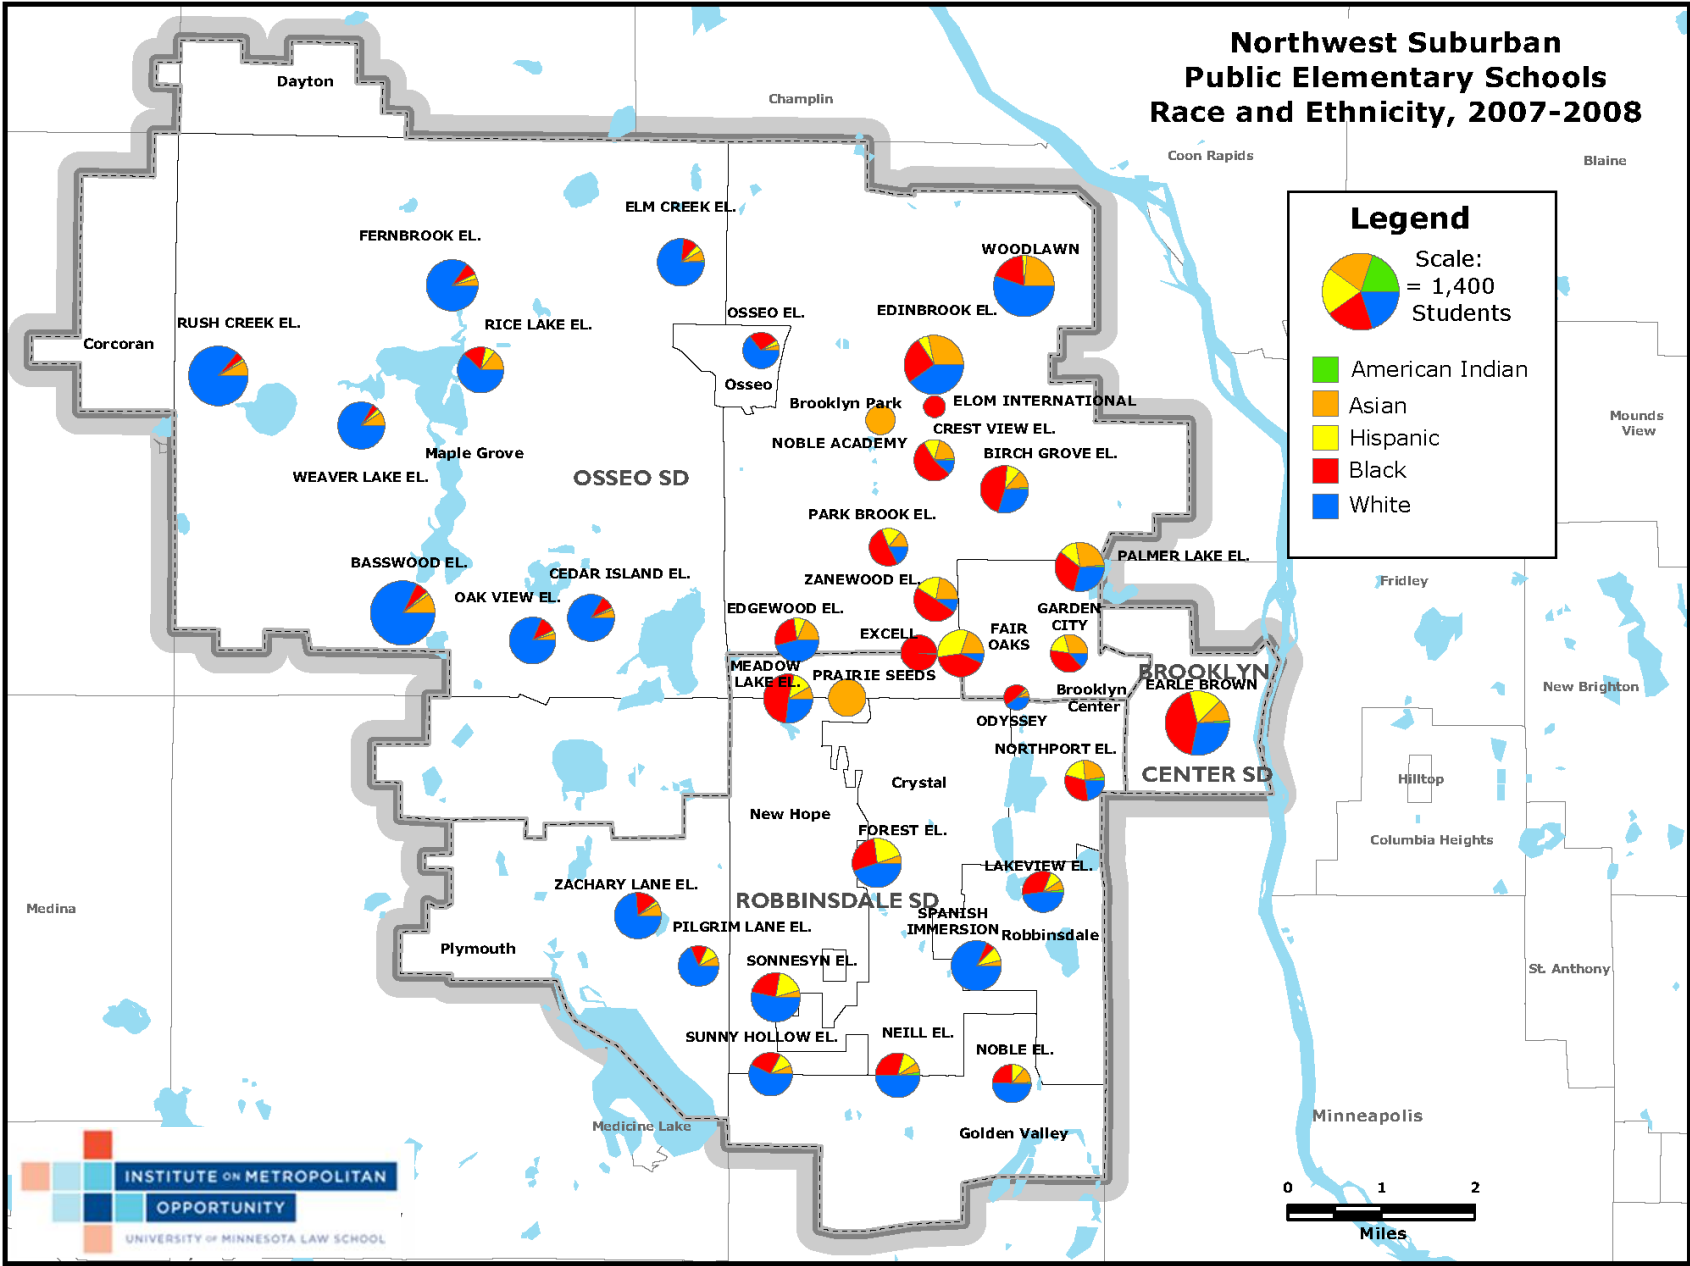 Northwest Suburban
Public Elementary Schools
Race and Ethnicity, 2007-2008
Dayton
Champlin
Coon Rapids
Blaine
Legend
Scale:
= 1,400
Students
American Indian
Asian
Hispanic
Black
White
ELM CREEK EL.
FERNBROOK EL.
WOODLAWN
RUSH CREEK EL.
RICE LAKE EL.
OSSEO EL.
EDINBROOK EL.
Corcoran
Osseo
Brooklyn Park
ELOM INTERNATIONAL
NOBLE ACADEMY
CREST VIEW EL.
BIRCH GROVE EL.
Mounds
View
Maple Grove
WEAVER LAKE EL.
OSSEO SD
PARK BROOK EL.
PALMER LAKE EL.
BASSWOOD EL.
CEDAR ISLAND EL.
OAK VIEW EL.
ZANEWOOD EL.
Fridley
EDGEWOOD EL.
GARDEN
CITY
EXCELL
FAIR
OAKS
MEADOW
LAKE EL.
PRAIRIE SEEDS
BROOKLYN
EARLE BROWN
New Brighton
Brooklyn
Center
ODYSSEY
NORTHPORT EL.
CENTER SD
Hilltop
Crystal
New Hope
FOREST EL.
Columbia Heights
LAKEVIEW EL.
ZACHARY LANE EL.
ROBBINSDALE SD
Medina
SPANISH
IMMERSION
Robbinsdale
PILGRIM LANE EL.
Plymouth
SONNESYN EL.
St. Anthony
SUNNY HOLLOW EL.
NEILL EL.
NOBLE EL.
Medicine Lake
Golden Valley
Minneapolis
INSTITUTE ON METROPOLITAN
OPPORTUNITY
UNIVERSITY OF MINNESOTA LAW SCHOOL
0 1 2
Miles